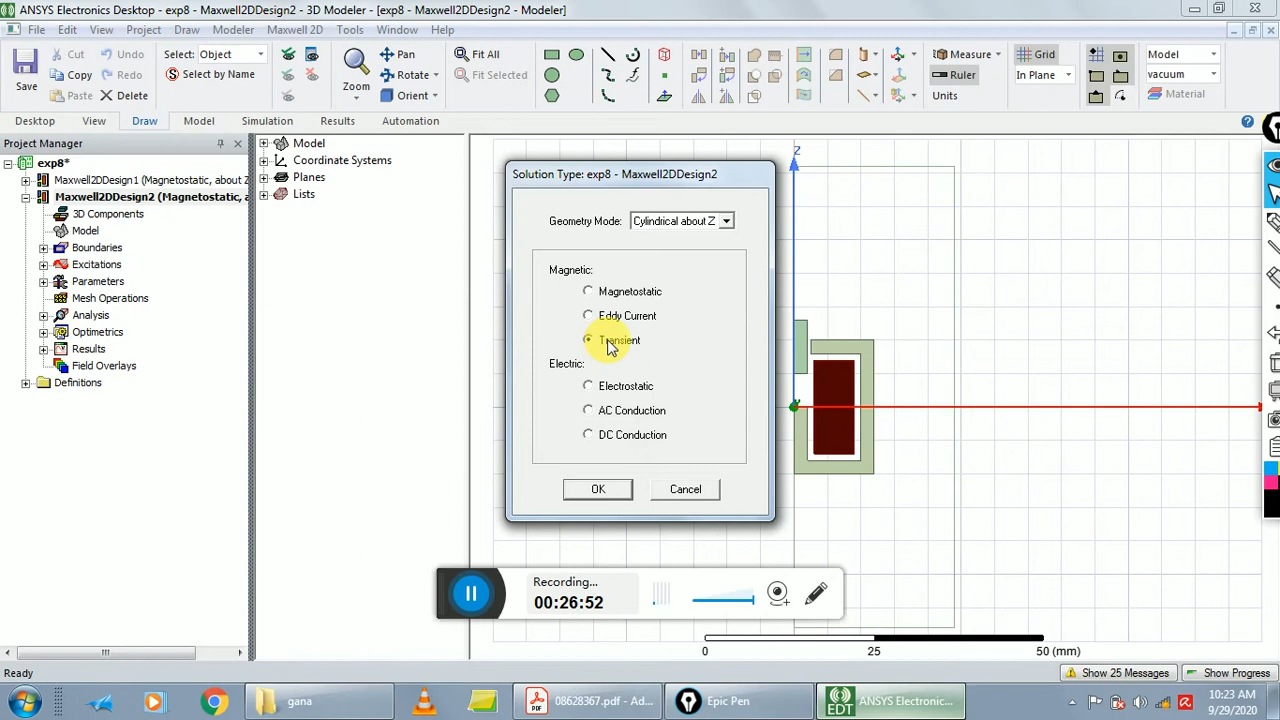 ANSYS Electronics Desktop - exp8 - Maxwell2DDesign2 - 3D Modeler - [exp8 - Maxwell2DDesign2 - Modeler]
File Edit View Project Draw Modeler Maxwell 2D Tools Window Help
Save
Cut
Copy
Paste
Undo
Redo
Delete
Select: Object
Select by Name
Zoom
Pan
Rotate
Orient
Fit All
Fit Selected
Measure
Ruler
Units
Grid
In Plane
Model
vacuum
Material
Desktop View Draw Model Simulation Results Automation
Project Manager
exp8*
Maxwell2DDesign1 (Magnetostatic, about Z
Maxwell2DDesign2 (Magnetostatic, a
3D Components
Model
Boundaries
Excitations
Parameters
Mesh Operations
Analysis
Optimetrics
Results
Field Overlays
Definitions
Model
Coordinate Systems
Planes
Lists
Solution Type: exp8 - Maxwell2DDesign2
Geometry Mode: Cylindrical about Z
Magnetic:
Magnetostatic
Eddy Current
Transient
Electric:
Electrostatic
AC Conduction
DC Conduction
OK Cancel
Z
Recording...
00:26:52
0 25 50 (mm)
Ready
Show 25 Messages Show Progress
gana
08628367.pdf - Ad...
PDF
Epic Pen
EDT
ANSYS Electronic...
10:23 AM
9/29/2020